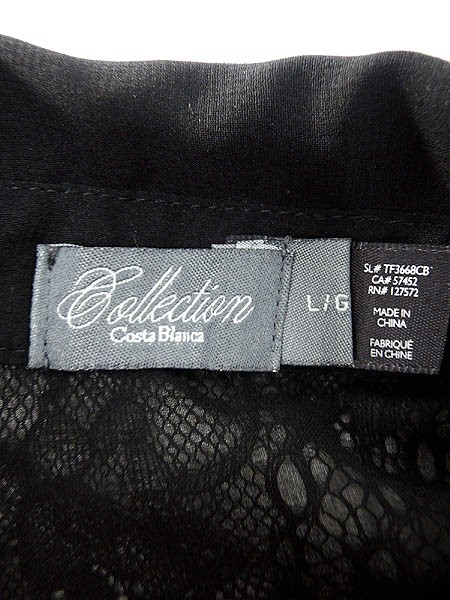 Collection
Costa Blanca
L/G
SL# TF3668CB
CA# 57452
RN# 127572
MADE IN
CHINA
FABRIQUÉ
EN CHINE